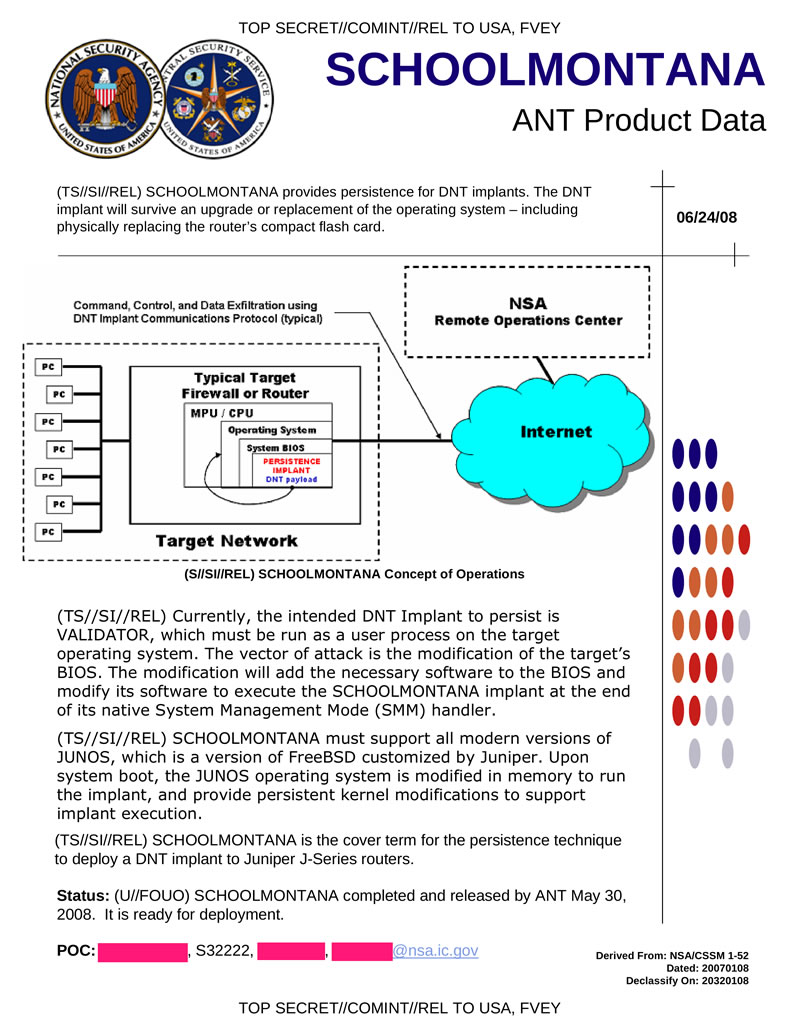 TOP SECRET//COMINT//REL TO USA, FVEY
NATIONAL SECURITY AGENCY
UNITED STATES OF AMERICA
TRAL SECURITY SERVICE
UNITED STATES OF AMERICA
SCHOOLMONTANA
ANT Product Data
(TS//SI//REL) SCHOOLMONTANA provides persistence for DNT implants. The DNT
implant will survive an upgrade or replacement of the operating system – including
physically replacing the router's compact flash card.
06/24/08
Command, Control, and Data Exfiltration using
DNT Implant Communications Protocol (typical)
NSA
Remote Operations Center
PC
PC
PC
PC
PC
PC
PC
Typical Target
Firewall or Router
MPU / CPU
Operating System
System BIOS
PERSISTENCE
IMPLANT
DNT payload
Internet
Target Network
(S//SI//REL) SCHOOLMONTANA Concept of Operations
(TS//SI//REL) Currently, the intended DNT Implant to persist is
VALIDATOR, which must be run as a user process on the target
operating system. The vector of attack is the modification of the target's
BIOS. The modification will add the necessary software to the BIOS and
modify its software to execute the SCHOOLMONTANA implant at the end
of its native System Management Mode (SMM) handler.
(TS//SI//REL) SCHOOLMONTANA must support all modern versions of
JUNOS, which is a version of FreeBSD customized by Juniper. Upon
system boot, the JUNOS operating system is modified in memory to run
the implant, and provide persistent kernel modifications to support
implant execution.
(TS//SI//REL) SCHOOLMONTANA is the cover term for the persistence technique
to deploy a DNT implant to Juniper J-Series routers.
Status: (U//FOUO) SCHOOLMONTANA completed and released by ANT May 30,
2008. It is ready for deployment.
POC: , S32222, , @nsa.ic.gov
Derived From: NSA/CSSM 1-52
Dated: 20070108
Declassify On: 20320108
TOP SECRET//COMINT//REL TO USA, FVEY